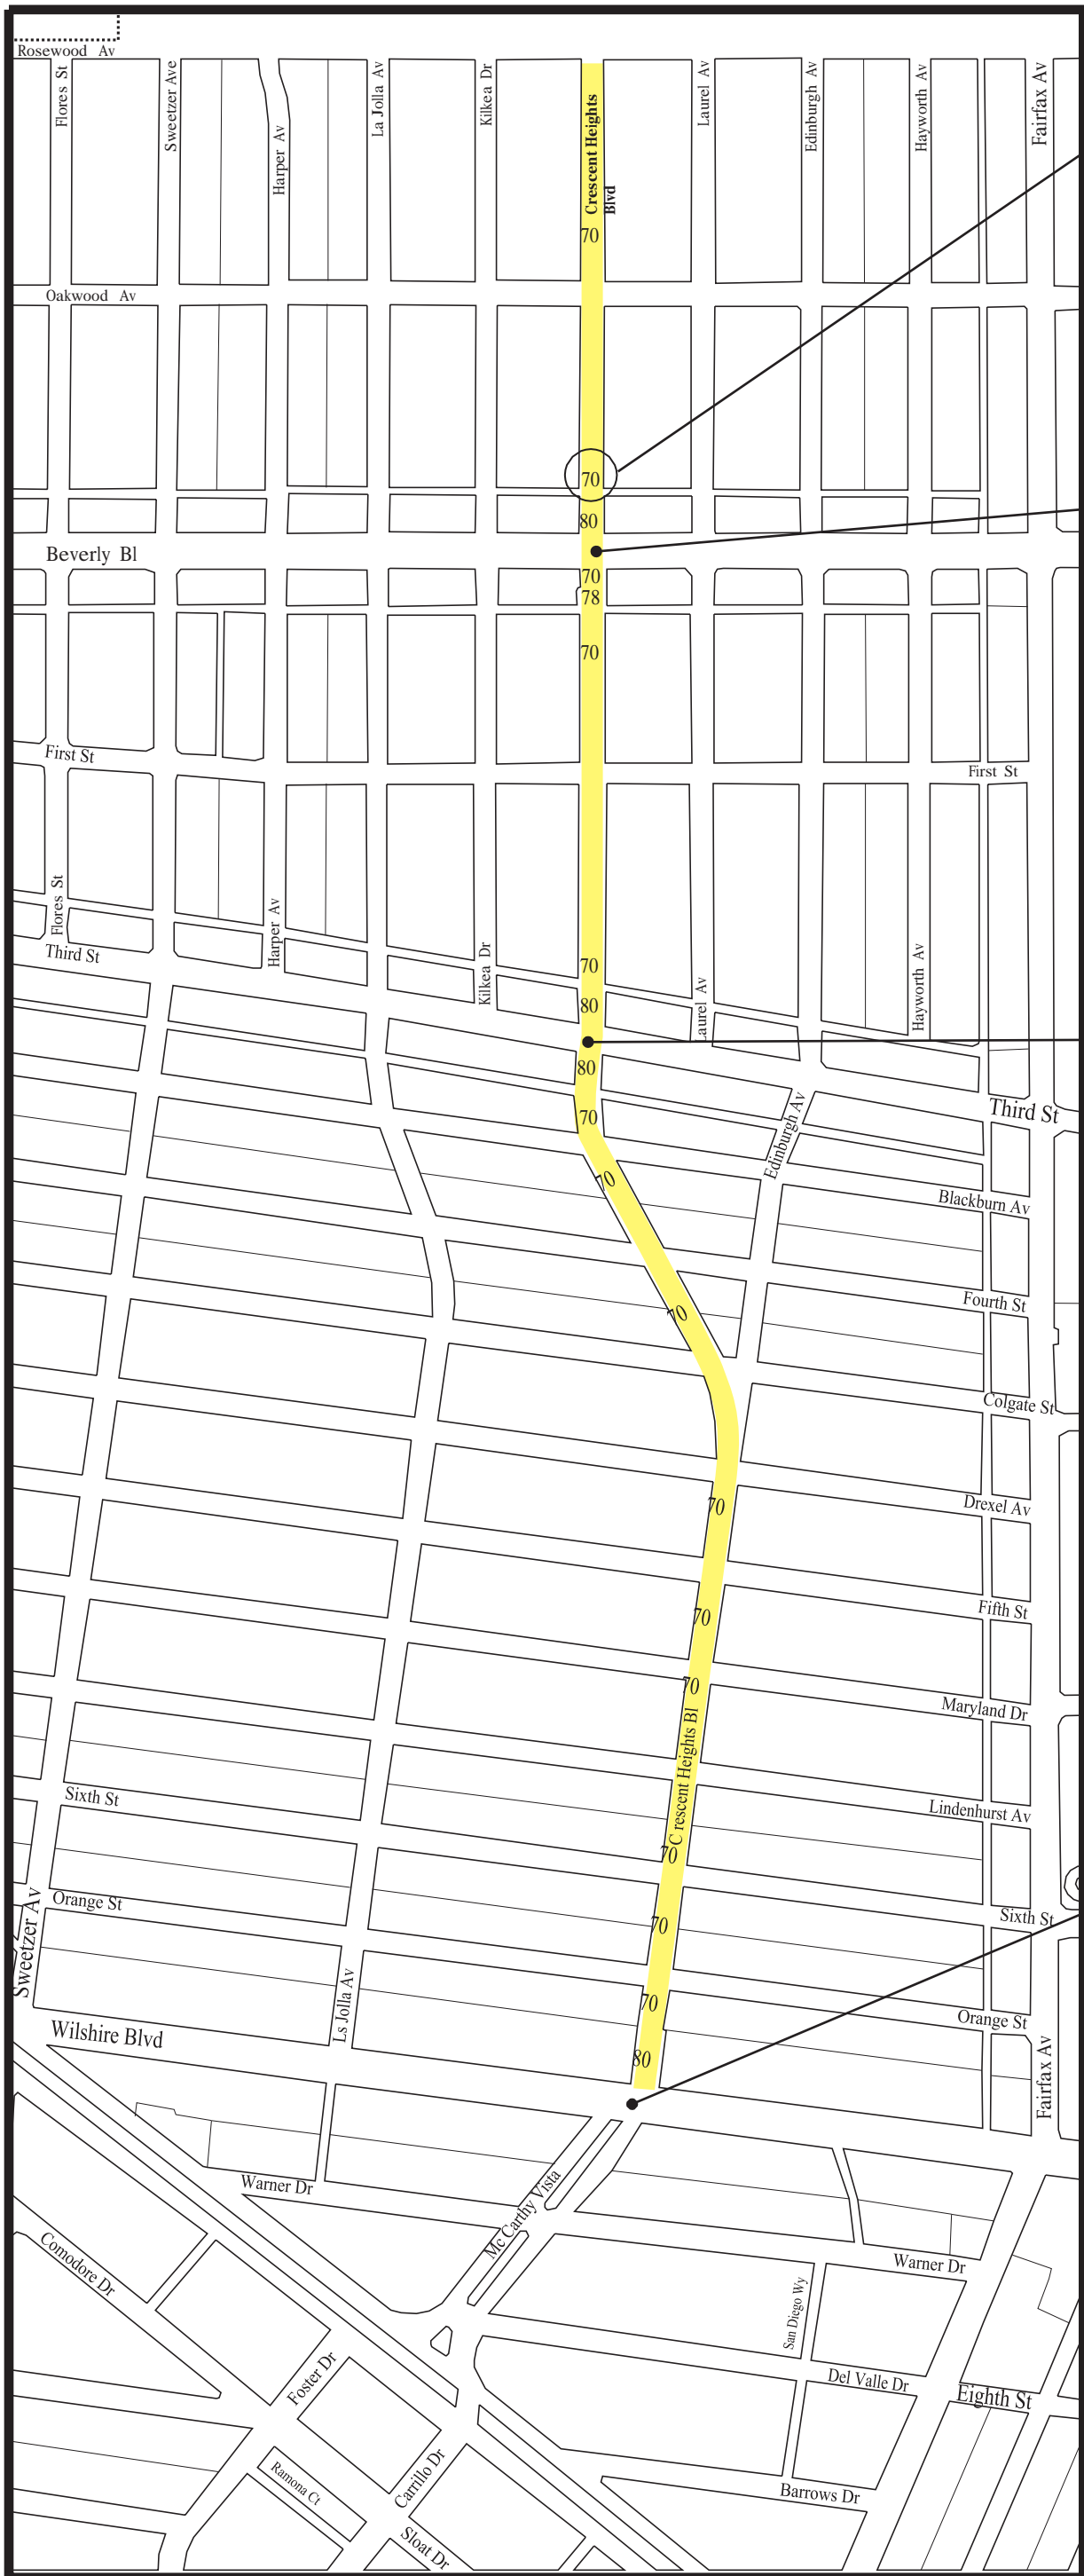 Rosewood Av
Flores St
Sweetzer Ave
Harper Av
La Jolla Av
Kilkea Dr
Crescent Heights
Blvd
Laurel Av
Edinburgh Av
Hayworth Av
Fairfax Av
70
Oakwood Av
70
80
Beverly Bl
70
78
70
First St
First St
Flores St
Harper Av
Kilkea Dr
Laurel Av
Hayworth Av
Third St
70
80
80
70
Edinburgh Av
Third St
70
Blackburn Av
Fourth St
70
Colgate St
70
Drexel Av
70
Fifth St
70
Maryland Dr
C rescent Heights Bl
Sixth St
Lindenhurst Av
70
Orange St
Sweetzer Av
70
Sixth St
Ls Jolla Av
70
Orange St
Wilshire Blvd
80
Fairfax Av
Warner Dr
Mc Carthy Vista
Warner Dr
Comodore Dr
San Diego Wy
Foster Dr
Del Valle Dr
Eighth St
Ramona Ct
Carrillo Dr
Barrows Dr
Sloat Dr